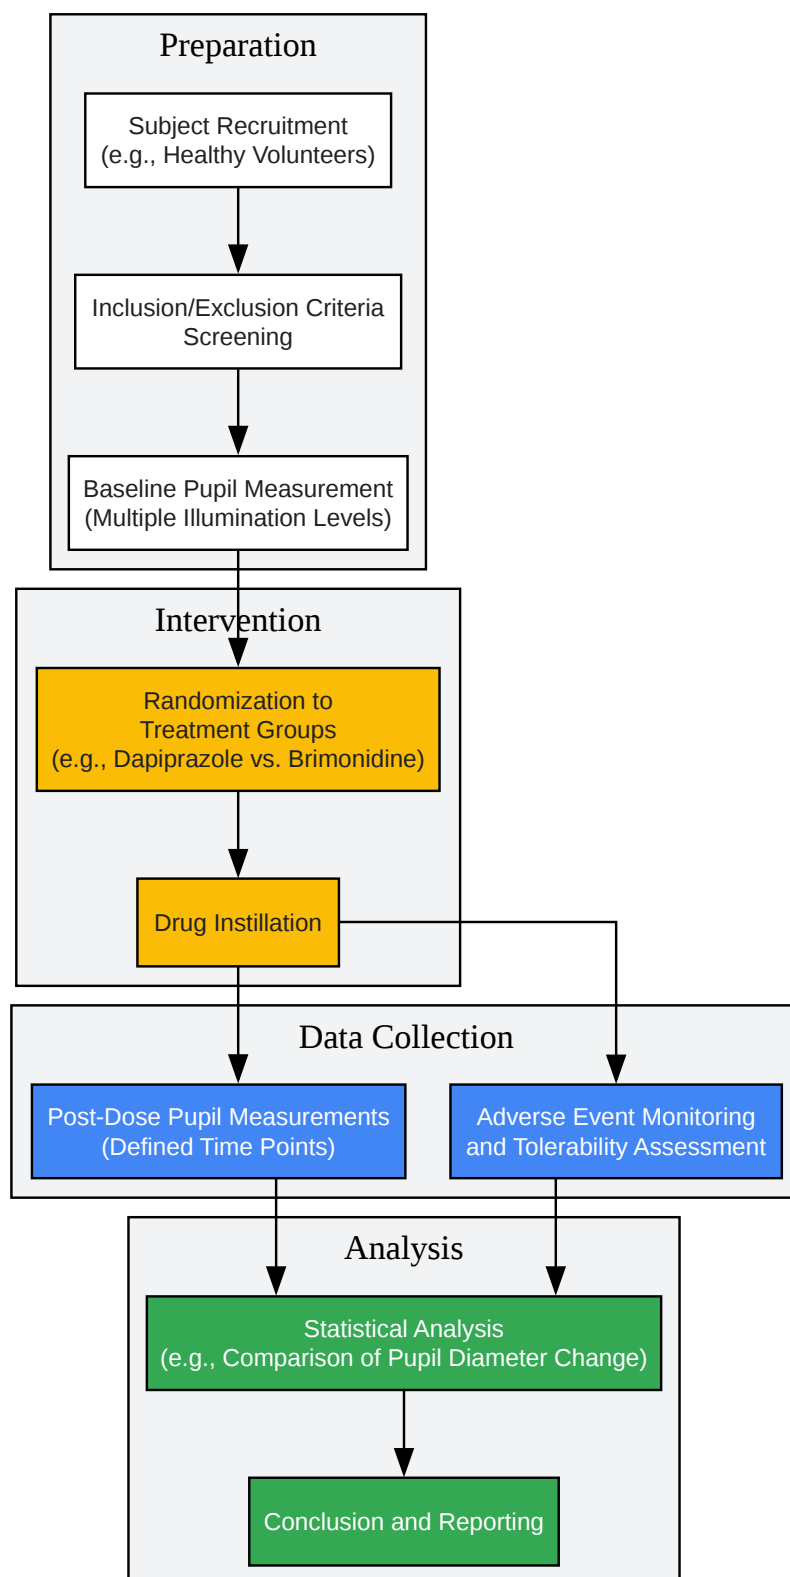 Preparation
Subject Recruitment
(e.g., Healthy Volunteers)
Inclusion/Exclusion Criteria
Screening
Baseline Pupil Measurement
(Multiple Illumination Levels)
Intervention
Randomization to
Treatment Groups
(e.g., Dapiprazole vs. Brimonidine)
Drug Instillation
Data Collection
Post-Dose Pupil Measurements
(Defined Time Points)
Adverse Event Monitoring
and Tolerability Assessment
Analysis
Statistical Analysis
(e.g., Comparison of Pupil Diameter Change)
Conclusion and Reporting